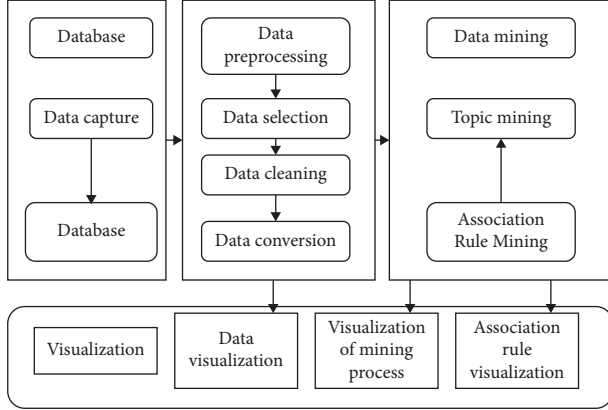 Database
Data capture
Database
Data
preprocessing
Data selection
Data cleaning
Data conversion
Data mining
Topic mining
Association
Rule Mining
Visualization
Data
visualization
Visualization
of mining
process
Association
rule
visualization